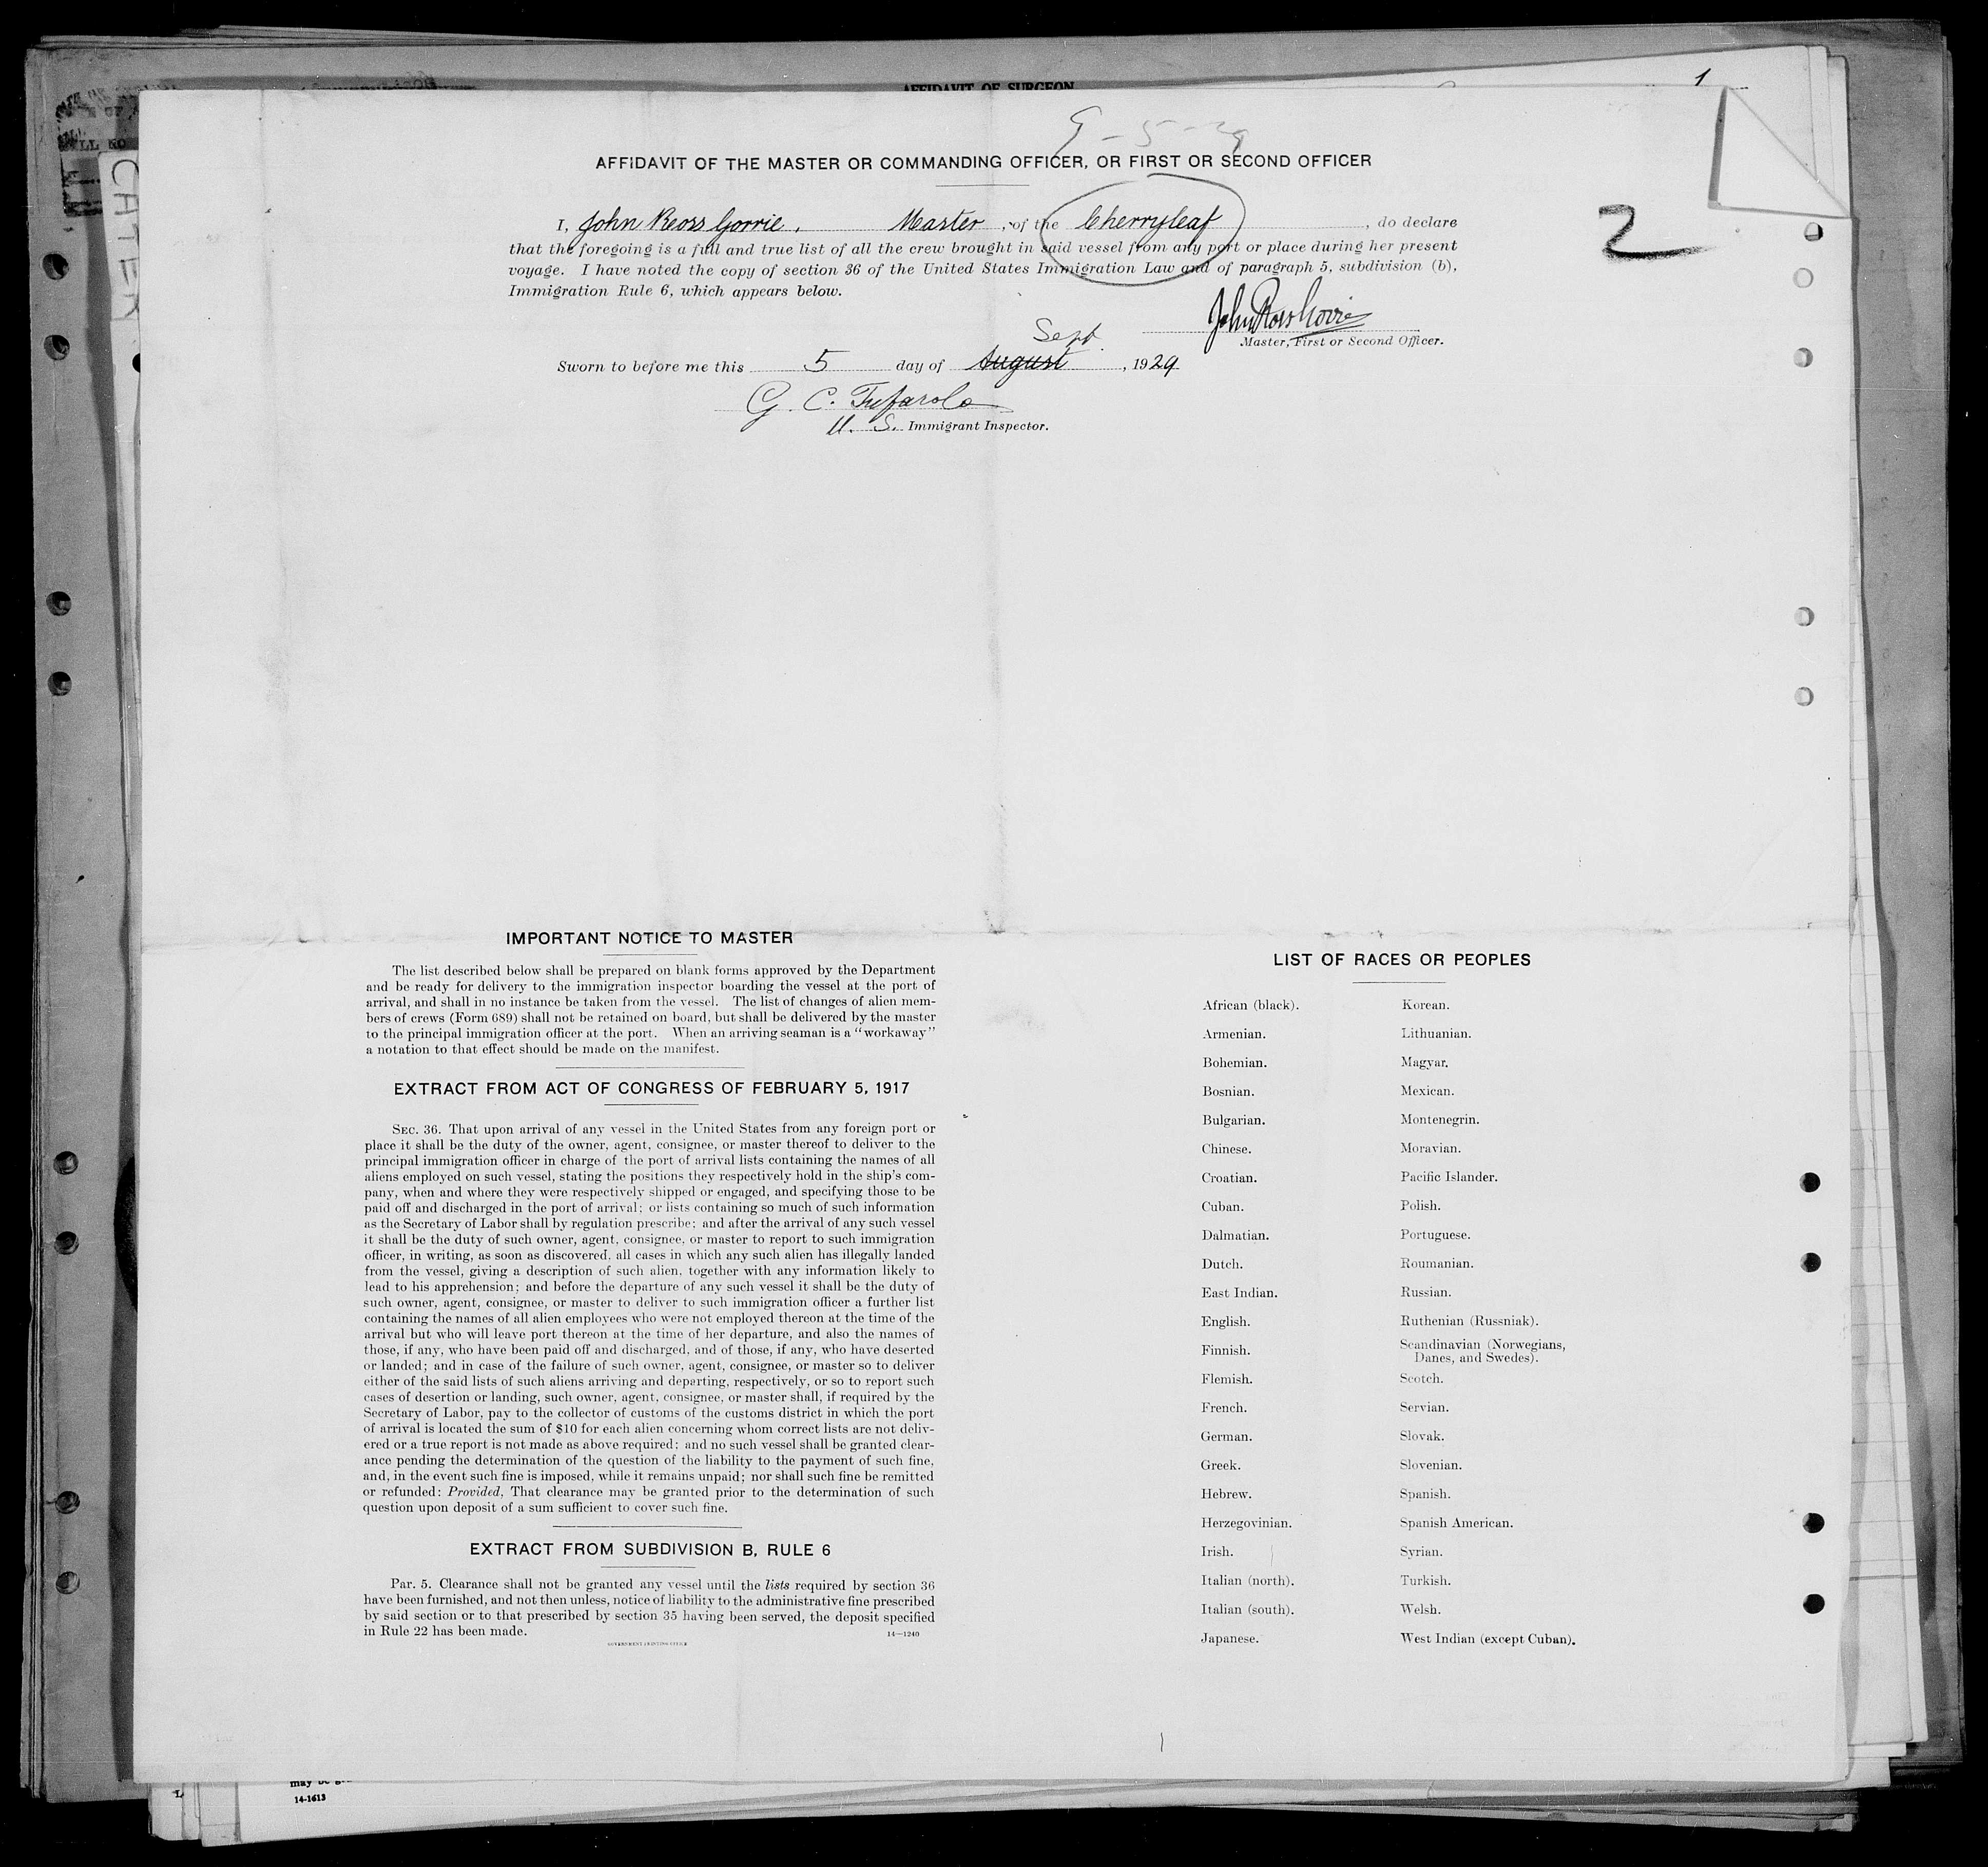 AFFIDAVIT OF SURGEON
1
9-5-29
AFFIDAVIT OF THE MASTER OR COMMANDING OFFICER, OR FIRST OR SECOND OFFICER
2
I, John Ross Gorrie, Master, of the Cherryleaf, do declare
that the foregoing is a full and true list of all the crew brought in said vessel from any port or place during her present
voyage. I have noted the copy of section 36 of the United States Immigration Law and of paragraph 5, subdivision (b),
Immigration Rule 6, which appears below.
John Ross Gorrie
Master, First or Second Officer.
Sept.
Sworn to before me this 5 day of August, 1929
G. C.
U. S. Immigrant Inspector.
IMPORTANT NOTICE TO MASTER
The list described below shall be prepared on blank forms approved by the Department
and be ready for delivery to the immigration inspector boarding the vessel at the port of
arrival, and shall in no instance be taken from the vessel. The list of changes of alien mem-
bers of crews (Form 689) shall not be retained on board, but shall be delivered by the master
to the principal immigration officer at the port. When an arriving seaman is a "workaway"
a notation to that effect should be made on the manifest.
EXTRACT FROM ACT OF CONGRESS OF FEBRUARY 5, 1917
SEC. 36. That upon arrival of any vessel in the United States from any foreign port or
place it shall be the duty of the owner, agent, consignee, or master thereof to deliver to the
principal immigration officer in charge of the port of arrival lists containing the names of all
aliens employed on such vessel, stating the positions they respectively hold in the ship's com-
pany, when and where they were respectively shipped or engaged, and specifying those to be
paid off and discharged in the port of arrival; or lists containing so much of such information
as the Secretary of Labor shall by regulation prescribe; and after the arrival of any such vessel
it shall be the duty of such owner, agent, consignee, or master to report to such immigration
officer, in writing, as soon as discovered, all cases in which any such alien has illegally landed
from the vessel, giving a description of such alien, together with any information likely to
lead to his apprehension; and before the departure of any such vessel it shall be the duty of
such owner, agent, consignee, or master to deliver to such immigration officer a further list
containing the names of all alien employees who were not employed thereon at the time of the
arrival but who will leave port thereon at the time of her departure, and also the names of
those, if any, who have been paid off and discharged, and of those, if any, who have deserted
or landed; and in case of the failure of such owner, agent, consignee, or master so to deliver
either of the said lists of such aliens arriving and departing, respectively, or so to report such
cases of desertion or landing, such owner, agent, consignee, or master shall, if required by the
Secretary of Labor, pay to the collector of customs of the customs district in which the port
of arrival is located the sum of $10 for each alien concerning whom correct lists are not deliv-
ered or a true report is not made as above required; and no such vessel shall be granted clear-
ance pending the determination of the question of the liability to the payment of such fine,
and, in the event such fine is imposed, while it remains unpaid; nor shall such fine be remitted
or refunded: Provided, That clearance may be granted prior to the determination of such
question upon deposit of a sum sufficient to cover such fine.
EXTRACT FROM SUBDIVISION B, RULE 6
Par. 5. Clearance shall not be granted any vessel until the lists required by section 36
have been furnished, and not then unless, notice of liability to the administrative fine prescribed
by said section or to that prescribed by section 35 having been served, the deposit specified
in Rule 22 has been made.
14—1240
GOVERNMENT PRINTING OFFICE
LIST OF RACES OR PEOPLES
African (black).
Armenian.
Bohemian.
Bosnian.
Bulgarian.
Chinese.
Croatian.
Cuban.
Dalmatian.
Dutch.
East Indian.
English.
Finnish.
Flemish.
French.
German.
Greek.
Hebrew.
Herzegovinian.
Irish.
Italian (north).
Italian (south).
Japanese.
Korean.
Lithuanian.
Magyar.
Mexican.
Montenegrin.
Moravian.
Pacific Islander.
Polish.
Portuguese.
Roumanian.
Russian.
Ruthenian (Russniak).
Scandinavian (Norwegians,
Danes, and Swedes).
Scotch.
Servian.
Slovak.
Slovenian.
Spanish.
Spanish American.
Syrian.
Turkish.
Welsh.
West Indian (except Cuban).
may be
14-1613